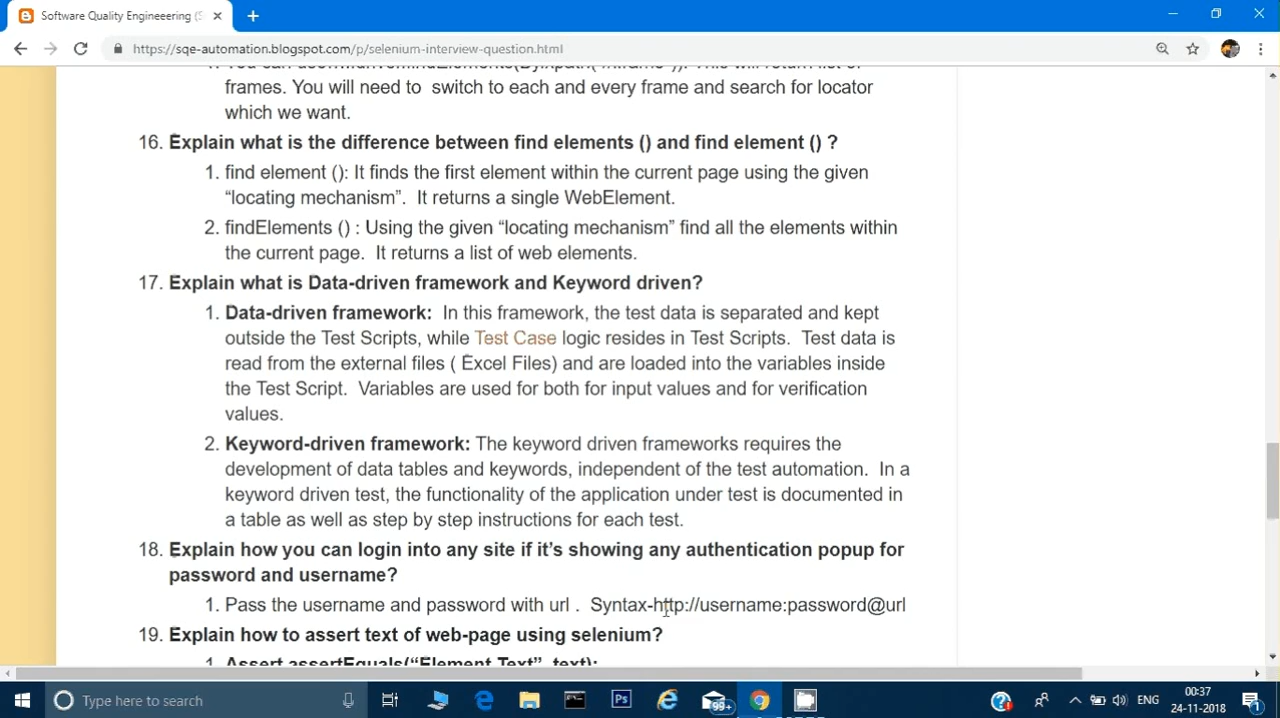 Software Quality Engineeering (S
https://sqe-automation.blogspot.com/p/selenium-interview-question.html
frames. You will need to switch to each and every frame and search for locator
which we want.
16. Explain what is the difference between find elements () and find element () ?
1. find element (): It finds the first element within the current page using the given
“locating mechanism”. It returns a single WebElement.
2. findElements () : Using the given “locating mechanism” find all the elements within
the current page. It returns a list of web elements.
17. Explain what is Data-driven framework and Keyword driven?
1. Data-driven framework: In this framework, the test data is separated and kept
outside the Test Scripts, while Test Case logic resides in Test Scripts. Test data is
read from the external files ( Excel Files) and are loaded into the variables inside
the Test Script. Variables are used for both for input values and for verification
values.
2. Keyword-driven framework: The keyword driven frameworks requires the
development of data tables and keywords, independent of the test automation. In a
keyword driven test, the functionality of the application under test is documented in
a table as well as step by step instructions for each test.
18. Explain how you can login into any site if it’s showing any authentication popup for
password and username?
1. Pass the username and password with url . Syntax-http://username:password@url
19. Explain how to assert text of web-page using selenium?
1. Assert assertEquals(“Element Text”, text);
Type here to search
Ps
99+
ENG
00:37
24-11-2018
1